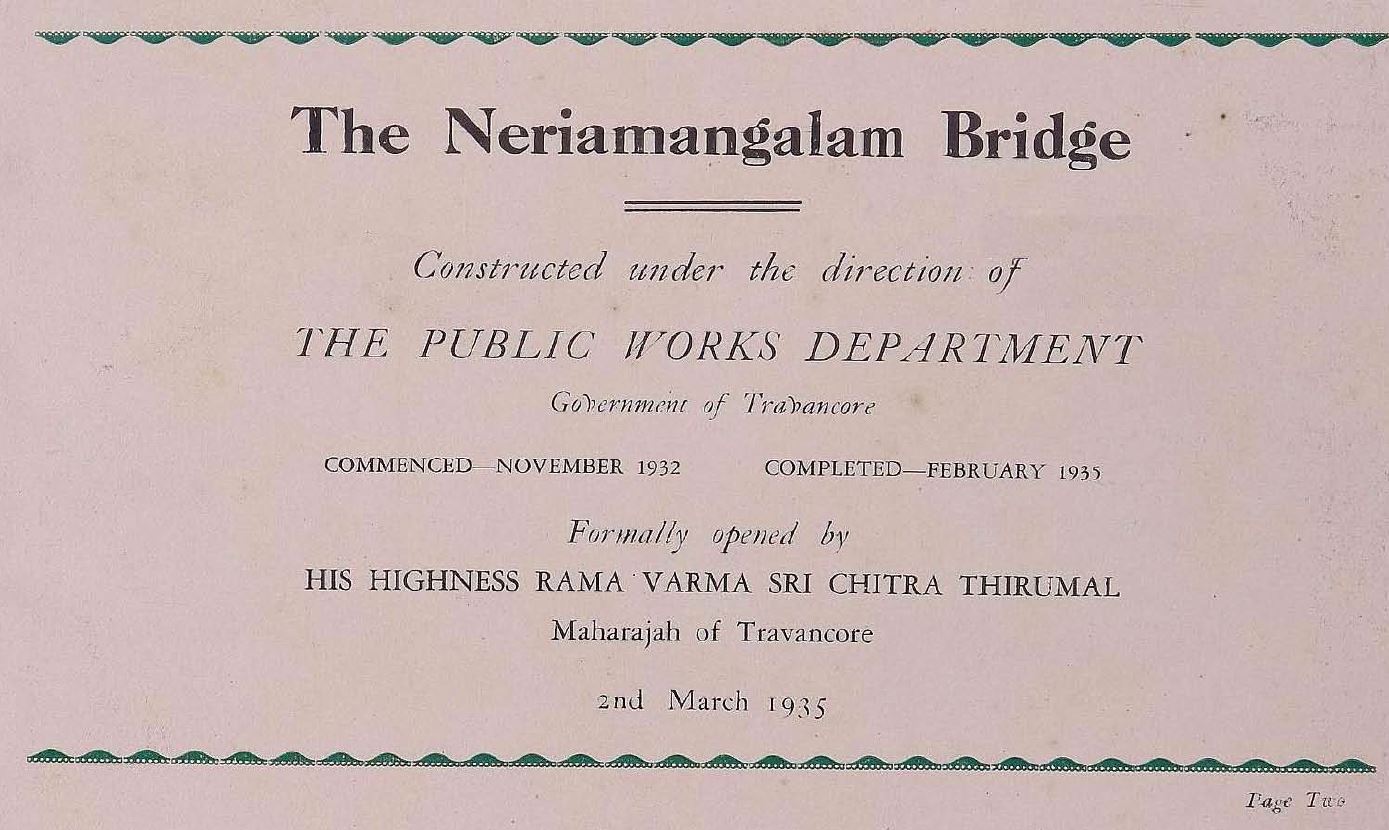 The Neriamangalam Bridge
Constructed under the direction of
THE PUBLIC WORKS DEPARTMENT
Government of Travancore
COMMENCED—NOVEMBER 1932 COMPLETED—FEBRUARY 1935
Formally opened by
HIS HIGHNESS RAMA VARMA SRI CHITRA THIRUMAL
Maharajah of Travancore
2nd March 1935
Page Two